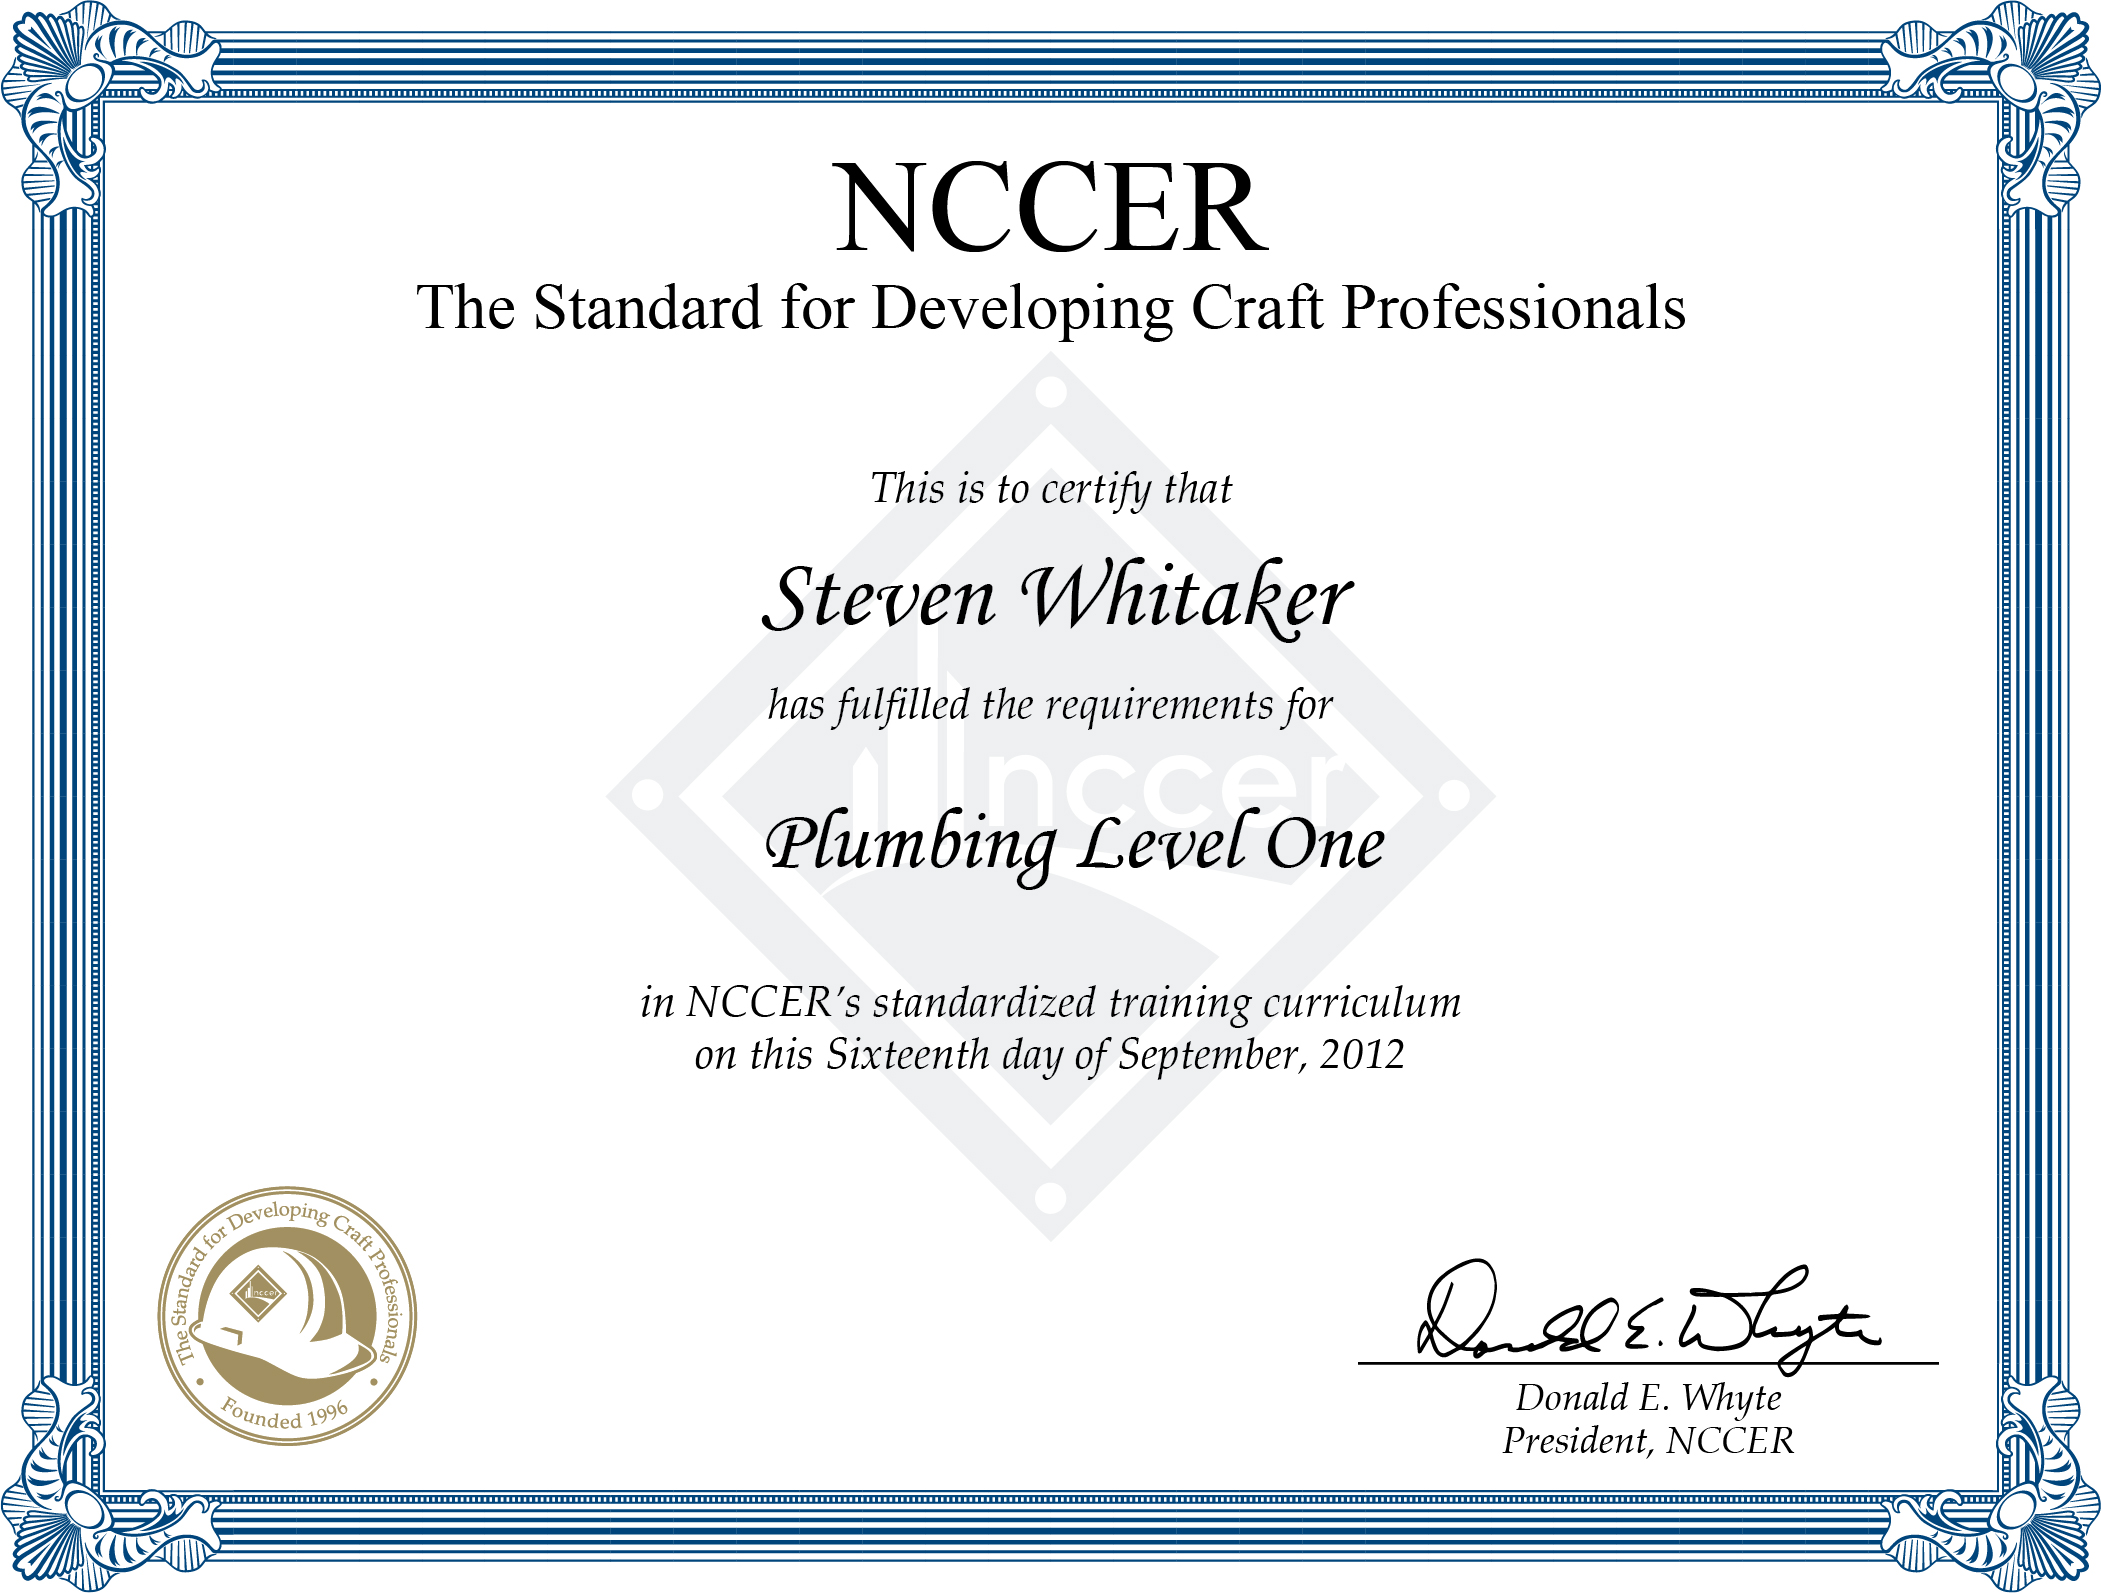 NCCER
The Standard for Developing Craft Professionals
This is to certify that
Steven Whitaker
has fulfilled the requirements for
nccer
Plumbing Level One
in NCCER’s standardized training curriculum
on this Sixteenth day of September, 2012
The Standard for Developing Craft Professionals
nccer
Founded 1996
Donald E. Whyte
Donald E. Whyte
President, NCCER